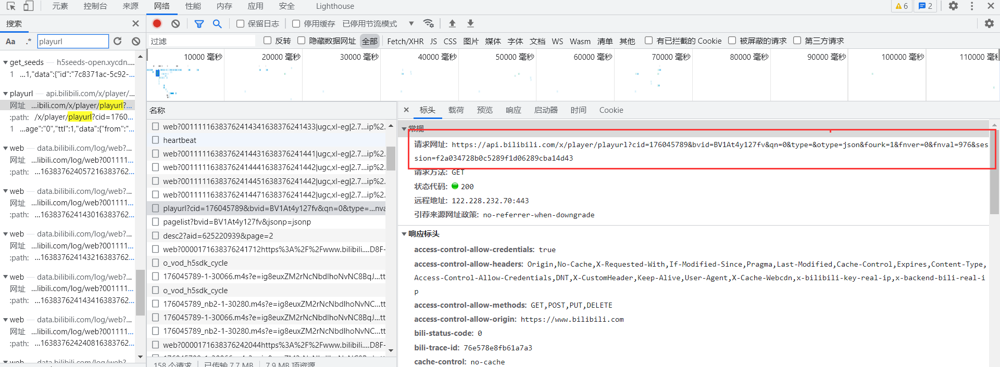 元素 控制台 来源 网络 性能 内存 应用 安全 Lighthouse 6 2
搜索
保留日志 停用缓存 已停用节流模式
Aa .* playurl
过滤 反转 隐藏数据网址 全部 Fetch/XHR JS CSS 图片 媒体 字体 文档 WS Wasm 清单 其他 有已拦截的 Cookie 被屏蔽的请求 第三方请求
10000 毫秒 20000 毫秒 30000 毫秒 40000 毫秒 50000 毫秒 60000 毫秒 70000 毫秒 80000 毫秒 90000 毫秒 100000 毫秒 110000 毫秒
get_seeds — h5seeds-open.xycdn....
1 ...1,"data":{"id":"7c8371ac-5c92-...
playurl — api.bilibili.com/x/player/...
网址 ...ibili.com/x/player/playurl?...
:path: /x/player/playurl?cid=1760...
1 ...age":"0","ttl":1,"data":{"from":"...
web — data.bilibili.com/log/web?...
网址 ...libili.com/log/web?001111...
:path: ...163837624057216383762...
web — data.bilibili.com/log/web?...
网址 ...libili.com/log/web?001111...
:path: ...163837624143016383762...
web — data.bilibili.com/log/web?...
网址 ...libili.com/log/web?001111...
:path: ...163837624143216383762...
web — data.bilibili.com/log/web?...
网址 ...libili.com/log/web?001111...
:path: ...163837624143416383762...
web — data.bilibili.com/log/web?...
网址 ...libili.com/log/web?001111...
:path: ...163837624240816383762...
web — data.bilibili.com/log/web?...
名称
web?00111116383762414341638376241433|ugc,xl-eg|2.7...ip%2.
heartbeat
web?00111116383762414431638376241441|ugc,xl-eg|2.7...ip%2.
web?00111116383762414441638376241442|ugc,xl-eg|2.7...ip%2.
web?00111116383762414451638376241442|ugc,xl-eg|2.7...ip%2.
web?00111116383762414471638376241442|ugc,xl-eg|2.7...ip%2.
playurl?cid=176045789&bvid=BV1At4y127fv&qn=0&type=...nva
pagelist?bvid=BV1At4y127fv&jsonp=jsonp
desc2?aid=625220939&page=2
web?0000171638376241712https%3A%2F%2Fwww.bilibili....D8F-
o_vod_h5sdk_cycle
176045789-1-30066.m4s?e=ig8euxZM2rNcNbdlhoNvNC8BqJ...tt
o_vod_h5sdk_cycle
176045789_nb2-1-30280.m4s?e=ig8euxZM2rNcNbdlhoNvNC...tt
176045789-1-30066.m4s?e=ig8euxZM2rNcNbdlhoNvNC8BqJ...tt
176045789_nb2-1-30280.m4s?e=ig8euxZM2rNcNbdlhoNvNC...tt
web?0000171638376242044https%3A%2F%2Fwww.bilibili....D8F-
158 个请求 已传输 7.7 MB 7.9 MB 项资源
标头 载荷 预览 响应 启动器 时间 Cookie
常规
请求网址: https://api.bilibili.com/x/player/playurl?cid=176045789&bvid=BV1At4y127fv&qn=0&type=&otype=json&fourk=1&fnver=0&fnval=976&ses
sion=f2a034728b0c5289f1d06289cba14d43
请求方法: GET
状态代码: 200
远程地址: 122.228.232.70:443
引荐来源网址政策: no-referrer-when-downgrade
响应标头
access-control-allow-credentials: true
access-control-allow-headers: Origin,No-Cache,X-Requested-With,If-Modified-Since,Pragma,Last-Modified,Cache-Control,Expires,Content-Type,
Access-Control-Allow-Credentials,DNT,X-CustomHeader,Keep-Alive,User-Agent,X-Cache-Webcdn,x-bilibili-key-real-ip,x-backend-bili-real-i
p
access-control-allow-methods: GET,POST,PUT,DELETE
access-control-allow-origin: https://www.bilibili.com
bili-status-code: 0
bili-trace-id: 76e578e8fb61a7a3
cache-control: no-cache